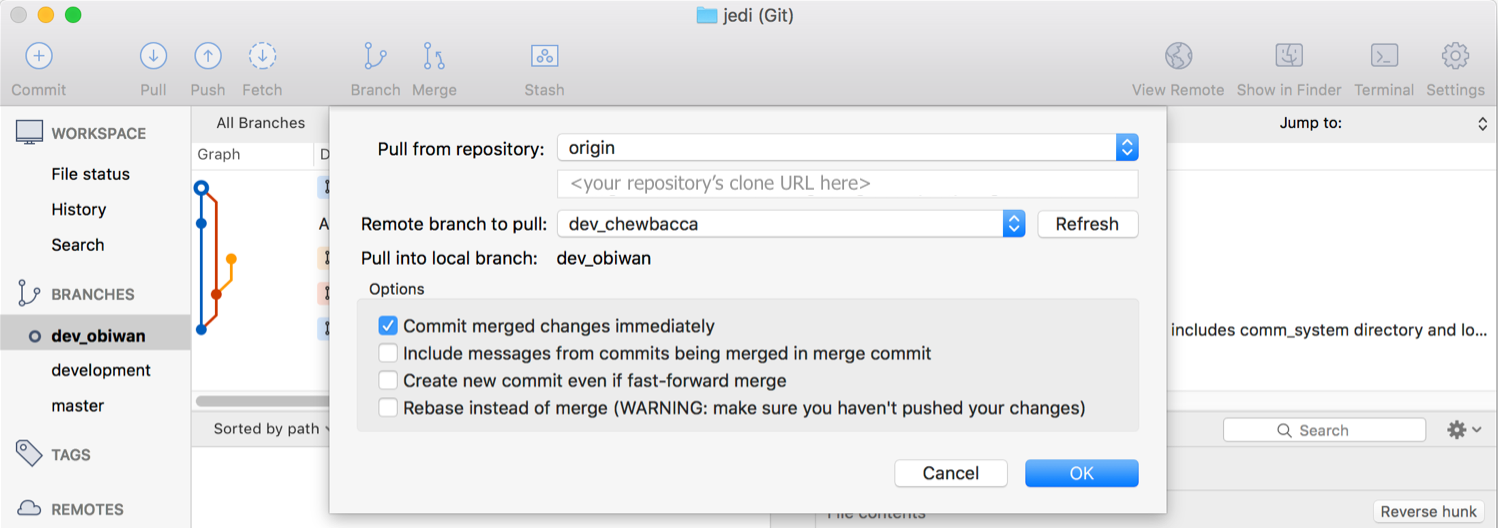 jedi (Git)
Commit Pull Push Fetch Branch Merge Stash View Remote Show in Finder Terminal Settings
WORKSPACE
File status
History
Search
BRANCHES
dev_obiwan
development
master
TAGS
REMOTES
All Branches
Jump to:
Graph
Pull from repository: origin
<your repository's clone URL here>
Remote branch to pull: dev_chewbacca Refresh
Pull into local branch: dev_obiwan
Options
Commit merged changes immediately
Include messages from commits being merged in merge commit
Create new commit even if fast-forward merge
Rebase instead of merge (WARNING: make sure you haven't pushed your changes)
Cancel OK
includes comm_system directory and lo...
Sorted by path
Search
File contents
Reverse hunk